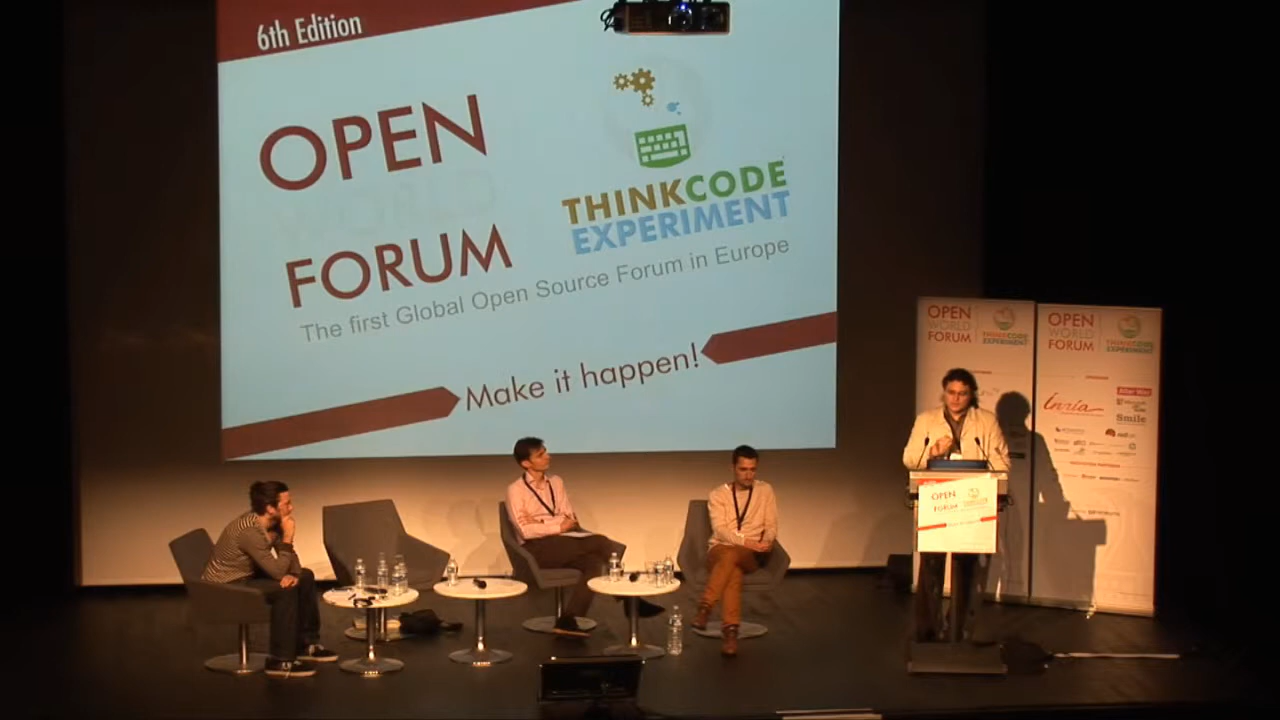 6th Edition
OPEN
WORLD
FORUM
THINKCODE
EXPERIMENT
The first Global Open Source Forum in Europe
Make it happen!
OPEN
WORLD
FORUM
THINKCODE
EXPERIMENT
OPEN
WORLD
FORUM
THINKCODE
EXPERIMENT
Inria
Smile
OPEN
FORUM